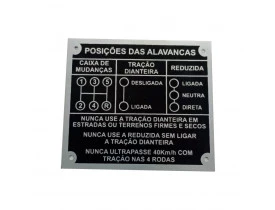 POSIÇÕES DAS ALAVANCAS
CAIXA DE MUDANÇAS
TRAÇÃO DIANTEIRA
REDUZIDA
1 3 5
2 4 R
DESLIGADA
LIGADA
LIGADA
NEUTRA
DIRETA
NUNCA USE A TRAÇÃO DIANTEIRA EM
ESTRADAS OU TERRENOS FIRMES E SECOS
NUNCA USE A REDUZIDA SEM LIGAR
A TRAÇÃO DIANTEIRA
NUNCA ULTRAPASSE 40Km/h COM
TRAÇÃO NAS 4 RODAS